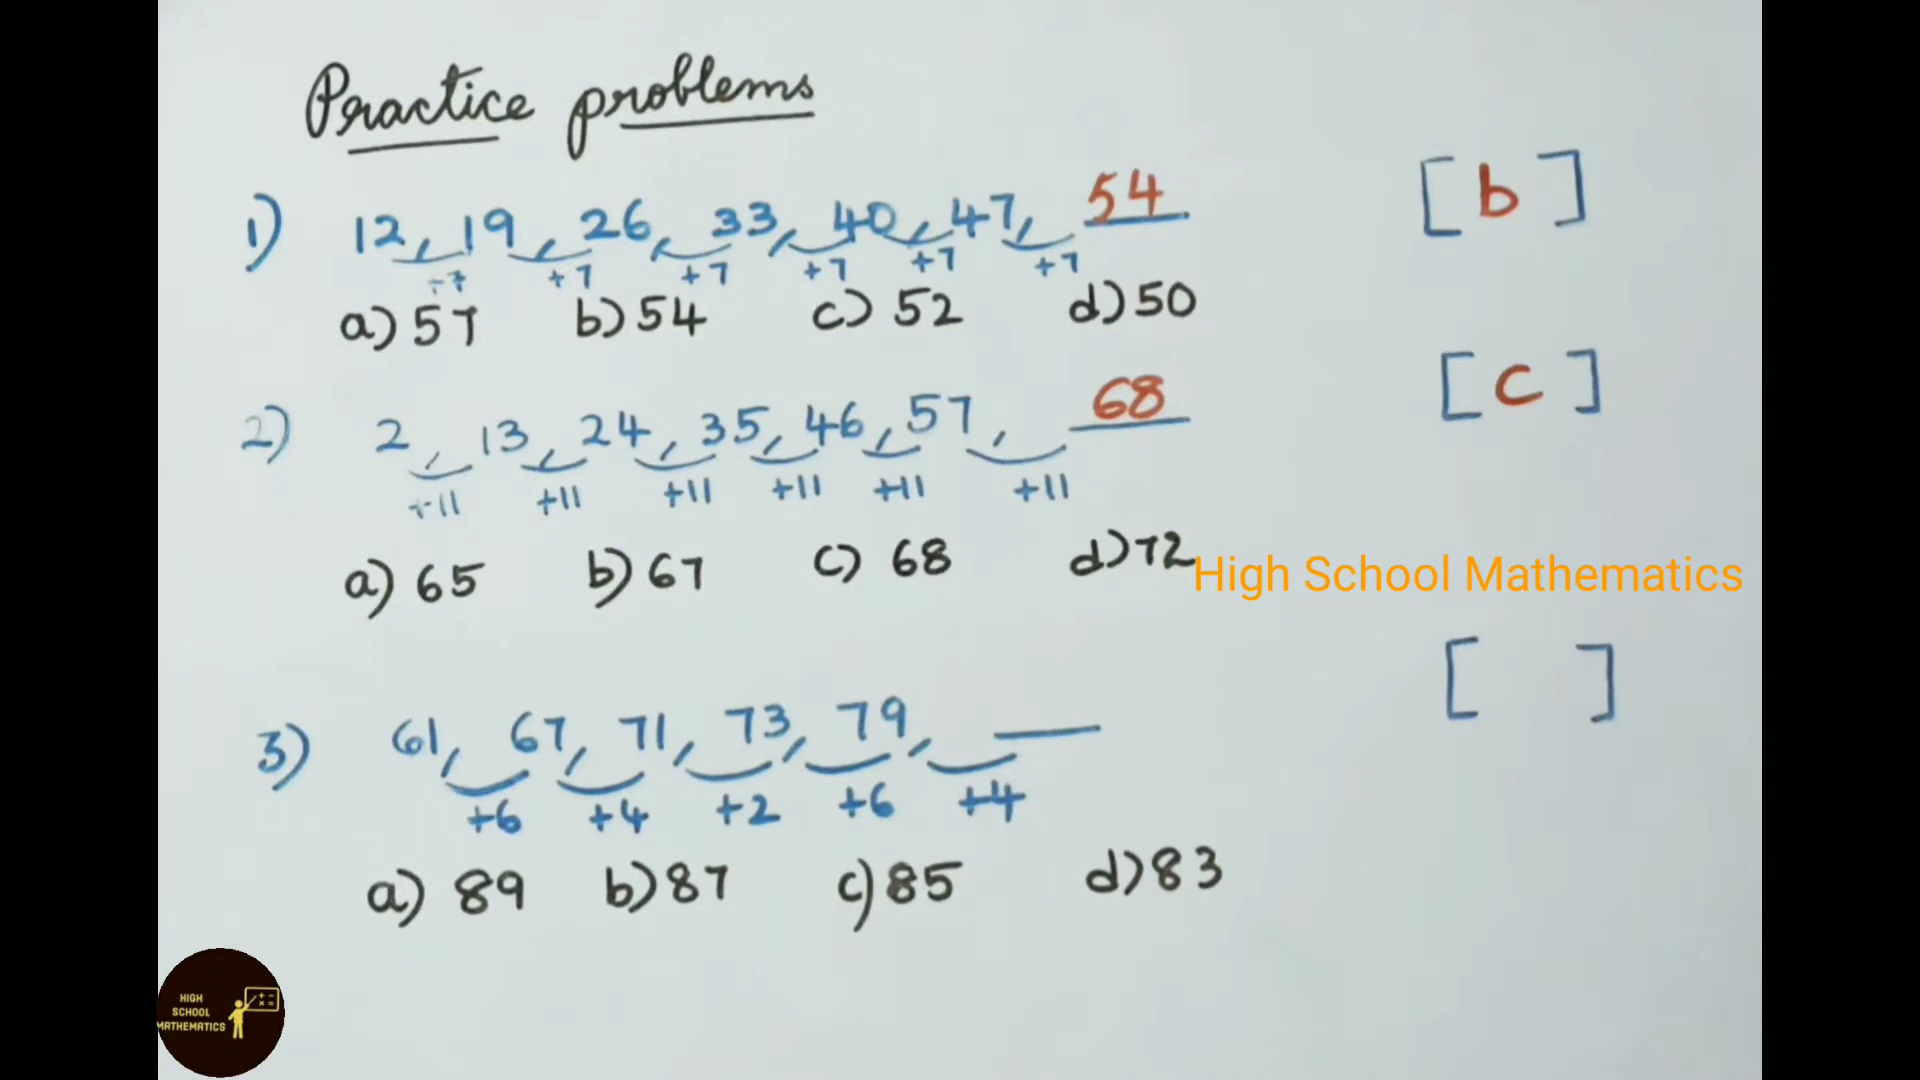 Practice problems
1) 12, 19, 26, 33, 40, 47, 54 [b]
+7 +7 +7 +7 +7 +7
a) 57 b) 54 c) 52 d) 50
2) 2, 13, 24, 35, 46, 57, 68 [c]
+11 +11 +11 +11 +11 +11
a) 65 b) 67 c) 68 d) 72
High School Mathematics
3) 61, 67, 71, 73, 79, ___ [ ]
+6 +4 +2 +6 +4
a) 89 b) 87 c) 85 d) 83
HIGH
SCHOOL
MATHEMATICS